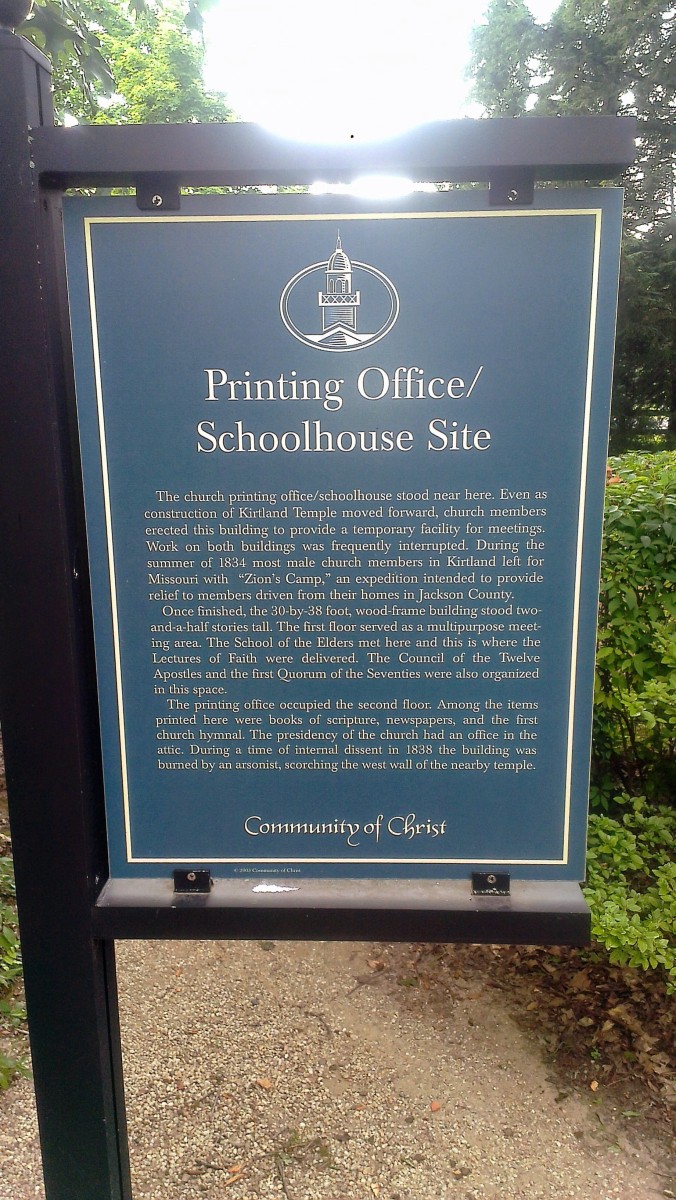 Printing Office/
Schoolhouse Site
The church printing office/schoolhouse stood near here. Even as
construction of Kirtland Temple moved forward, church members
erected this building to provide a temporary facility for meetings.
Work on both buildings was frequently interrupted. During the
summer of 1834 most male church members in Kirtland left for
Missouri with "Zion's Camp," an expedition intended to provide
relief to members driven from their homes in Jackson County.
Once finished, the 30-by-38 foot, wood-frame building stood two-
and-a-half stories tall. The first floor served as a multipurpose meet-
ing area. The School of the Elders met here and this is where the
Lectures of Faith were delivered. The Council of the Twelve
Apostles and the first Quorum of the Seventies were also organized
in this space.
The printing office occupied the second floor. Among the items
printed here were books of scripture, newspapers, and the first
church hymnal. The presidency of the church had an office in the
attic. During a time of internal dissent in 1838 the building was
burned by an arsonist, scorching the west wall of the nearby temple.
Community of Christ
© Community of Christ